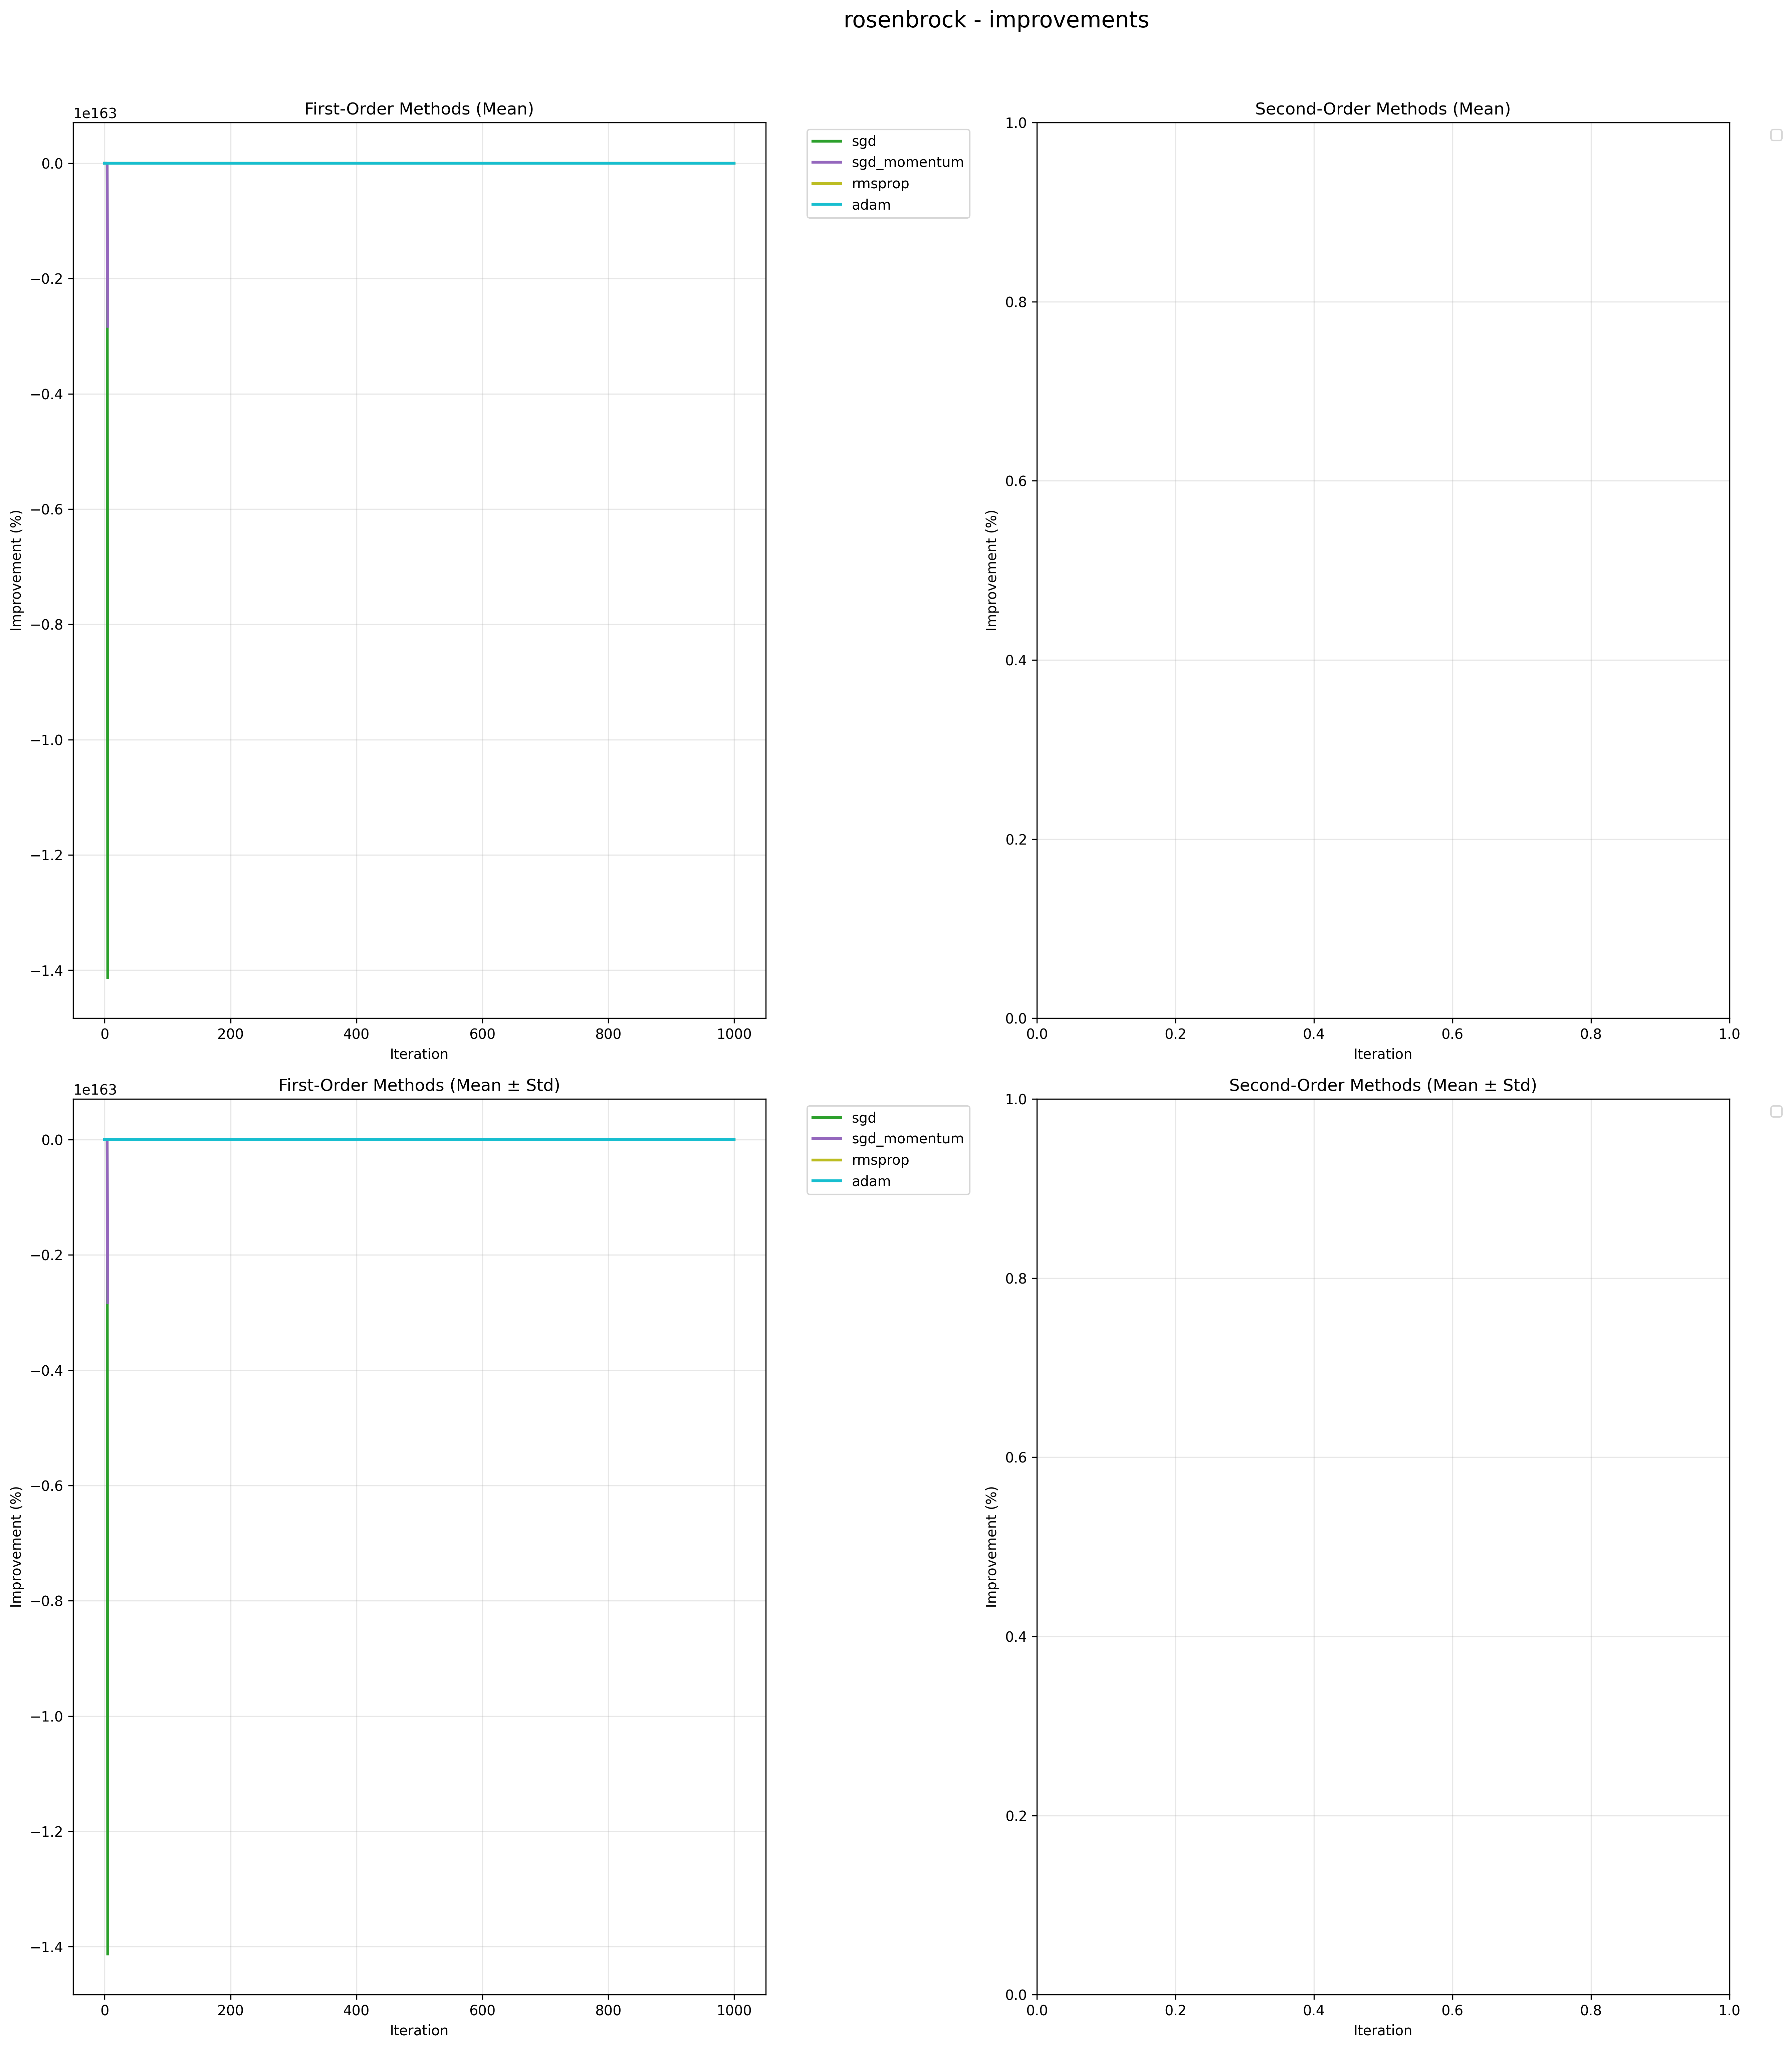 rosenbrock - improvements
First-Order Methods (Mean)
1e163
0.0
−0.2
−0.4
−0.6
−0.8
−1.0
−1.2
−1.4
Improvement (%)
0 200 400 600 800 1000
Iteration
sgd
sgd_momentum
rmsprop
adam
Second-Order Methods (Mean)
1.0
0.8
0.6
0.4
0.2
0.0
Improvement (%)
0.0 0.2 0.4 0.6 0.8 1.0
Iteration
First-Order Methods (Mean ± Std)
1e163
0.0
−0.2
−0.4
−0.6
−0.8
−1.0
−1.2
−1.4
Improvement (%)
0 200 400 600 800 1000
Iteration
sgd
sgd_momentum
rmsprop
adam
Second-Order Methods (Mean ± Std)
1.0
0.8
0.6
0.4
0.2
0.0
Improvement (%)
0.0 0.2 0.4 0.6 0.8 1.0
Iteration